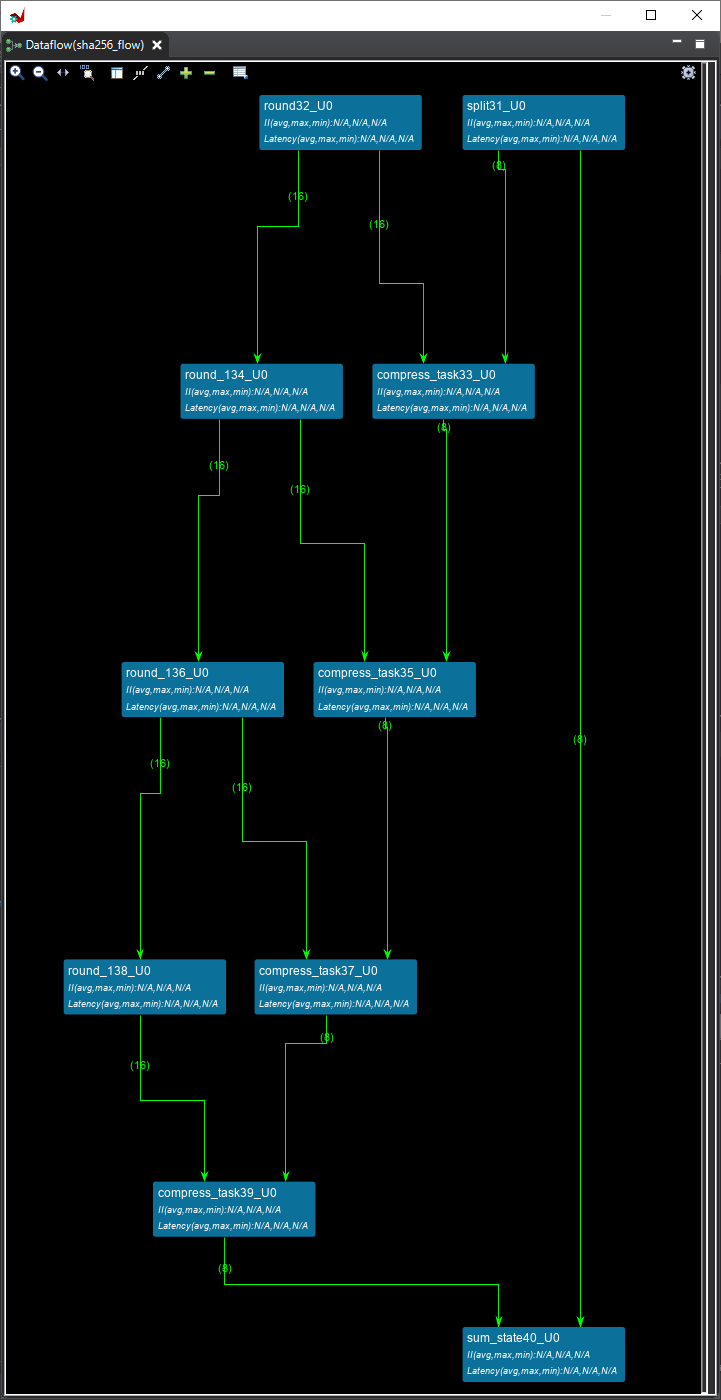 Dataflow(sha256_flow)
round32_U0
II(avg,max,min):N/A,N/A,N/A
Latency(avg,max,min):N/A,N/A,N/A
split31_U0
II(avg,max,min):N/A,N/A,N/A
Latency(avg,max,min):N/A,N/A,N/A
(8)
(16)
(16)
round_134_U0
II(avg,max,min):N/A,N/A,N/A
Latency(avg,max,min):N/A,N/A,N/A
compress_task33_U0
II(avg,max,min):N/A,N/A,N/A
Latency(avg,max,min):N/A,N/A,N/A
(8)
(16)
(16)
round_136_U0
II(avg,max,min):N/A,N/A,N/A
Latency(avg,max,min):N/A,N/A,N/A
compress_task35_U0
II(avg,max,min):N/A,N/A,N/A
Latency(avg,max,min):N/A,N/A,N/A
(8)
(8)
(16)
(16)
round_138_U0
II(avg,max,min):N/A,N/A,N/A
Latency(avg,max,min):N/A,N/A,N/A
compress_task37_U0
II(avg,max,min):N/A,N/A,N/A
Latency(avg,max,min):N/A,N/A,N/A
(8)
(16)
compress_task39_U0
II(avg,max,min):N/A,N/A,N/A
Latency(avg,max,min):N/A,N/A,N/A
(8)
sum_state40_U0
II(avg,max,min):N/A,N/A,N/A
Latency(avg,max,min):N/A,N/A,N/A